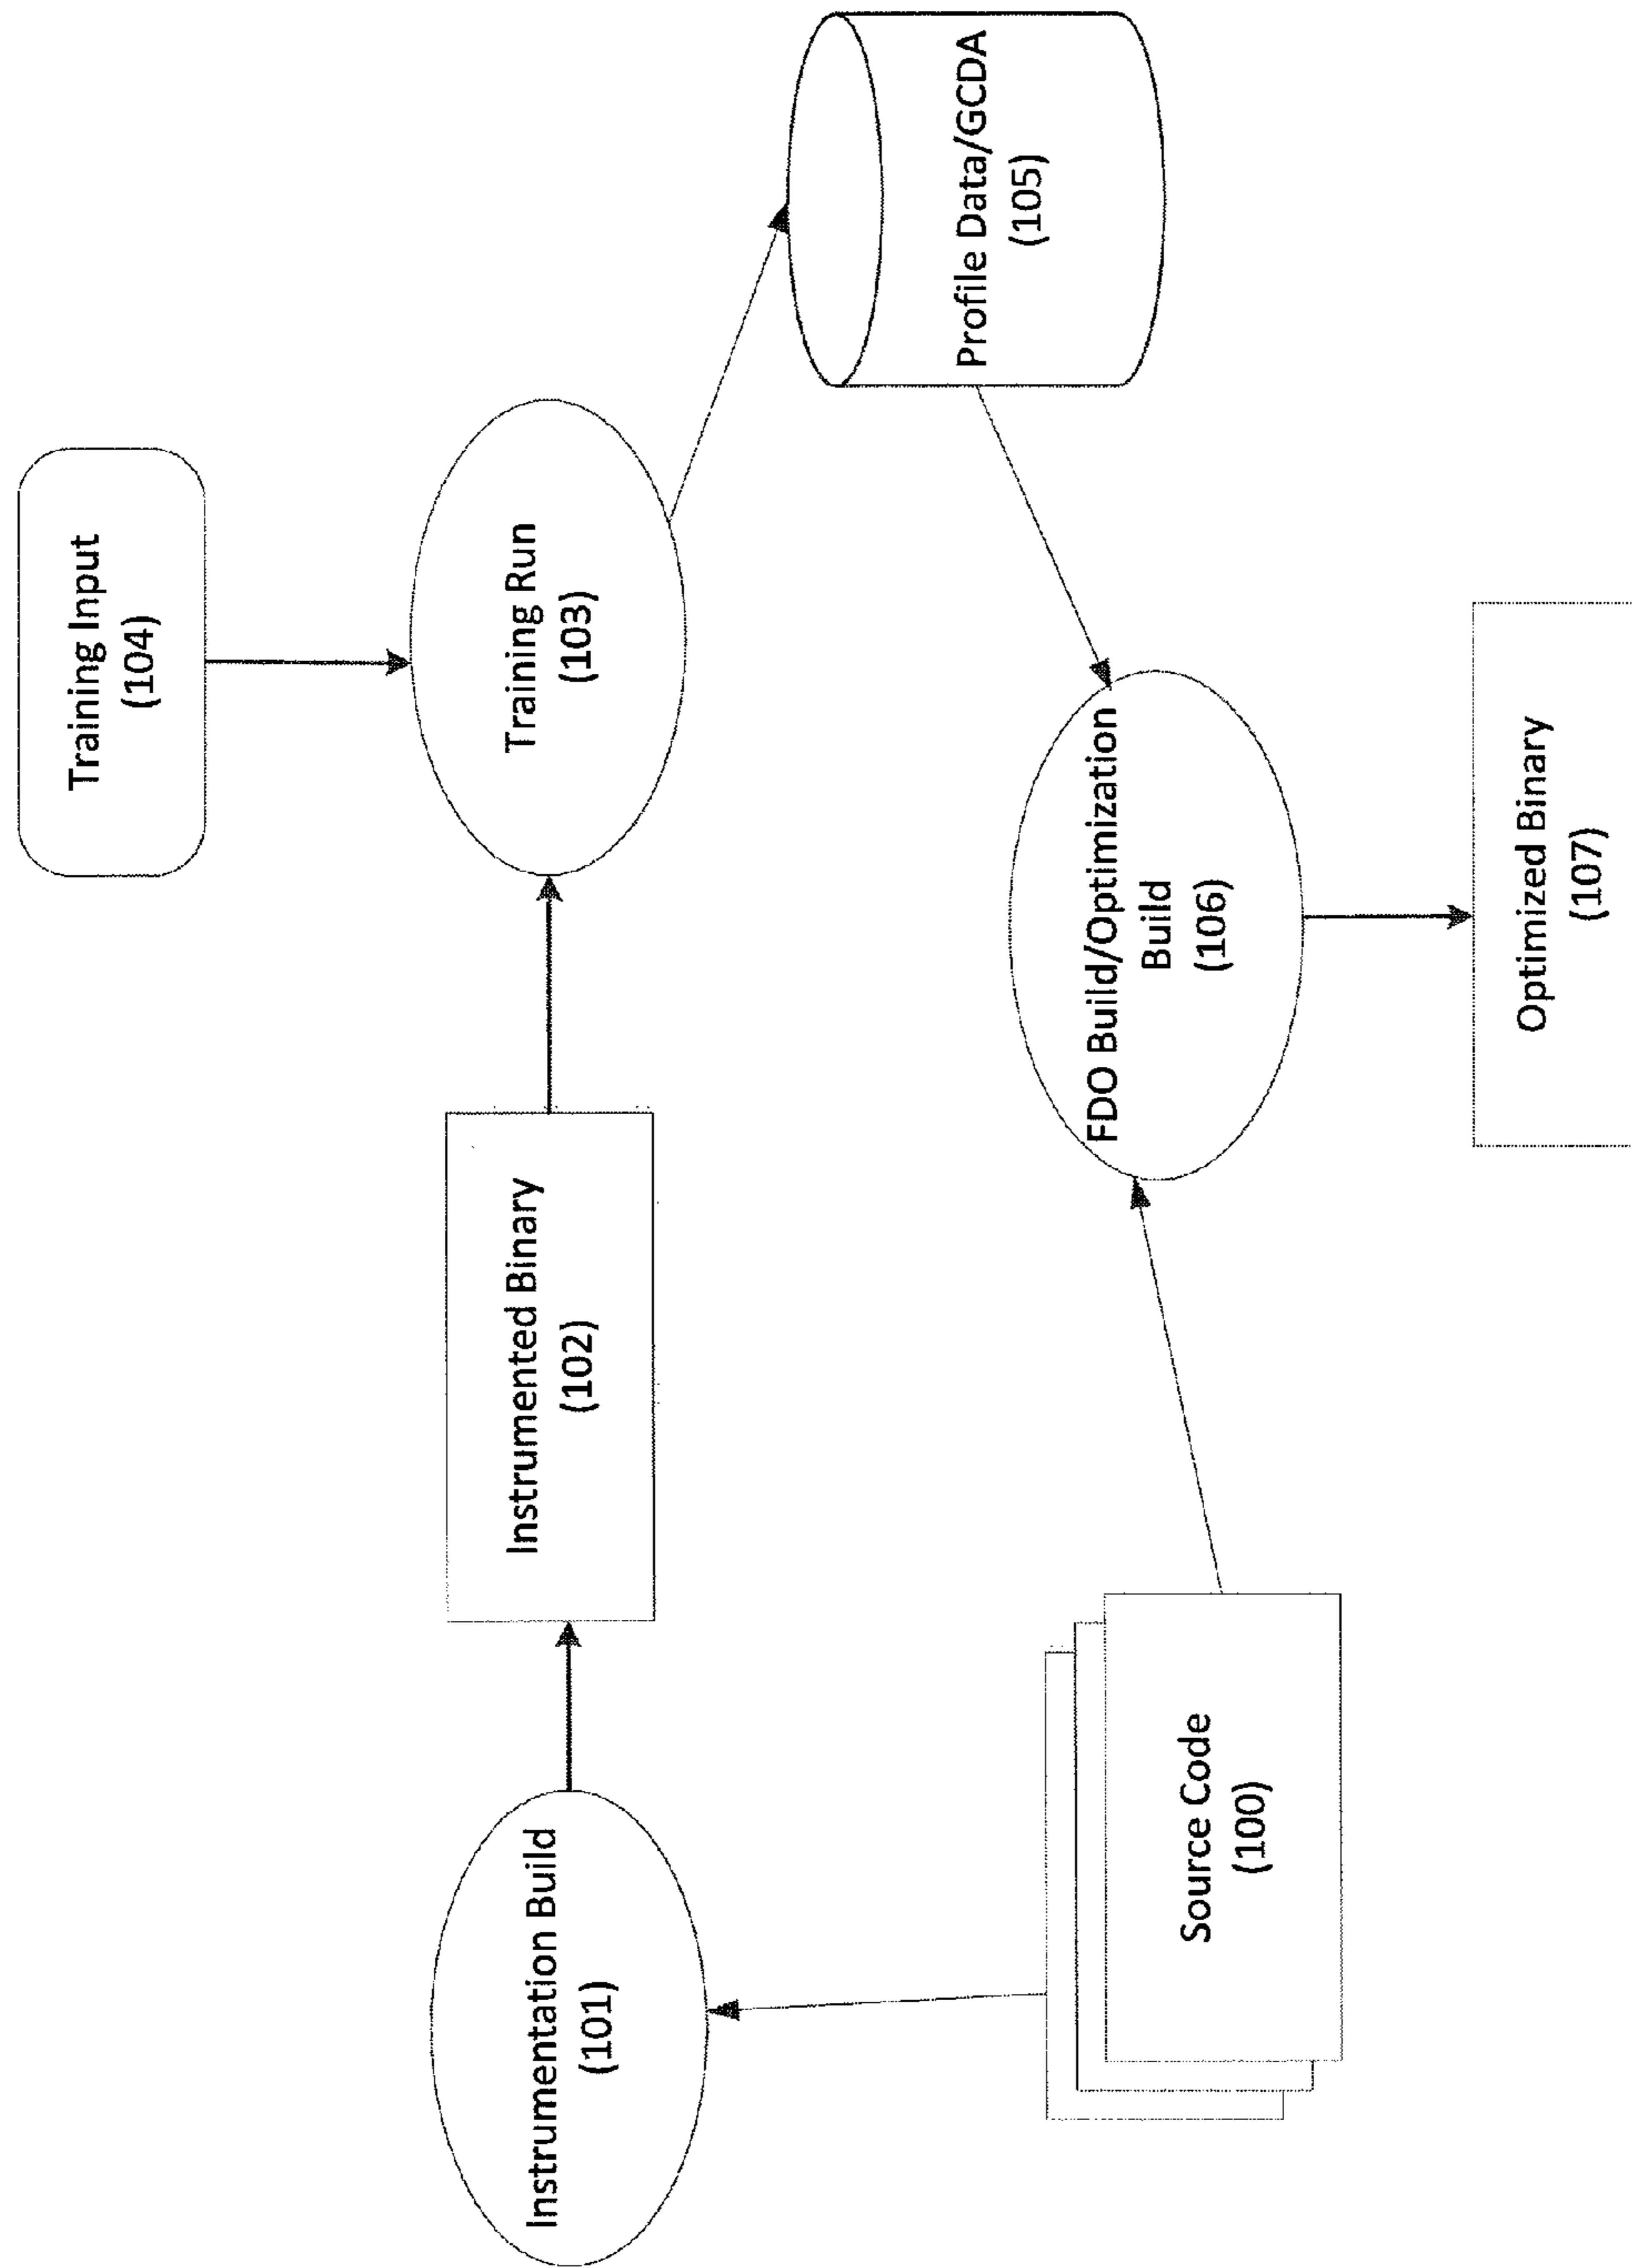 Training Input
(104)
Instrumentation Build
(101)
Instrumented Binary
(102)
Training Run
(103)
Profile Data/GCDA
(105)
Source Code
(100)
FDO Build/Optimization
Build
(106)
Optimized Binary
(107)